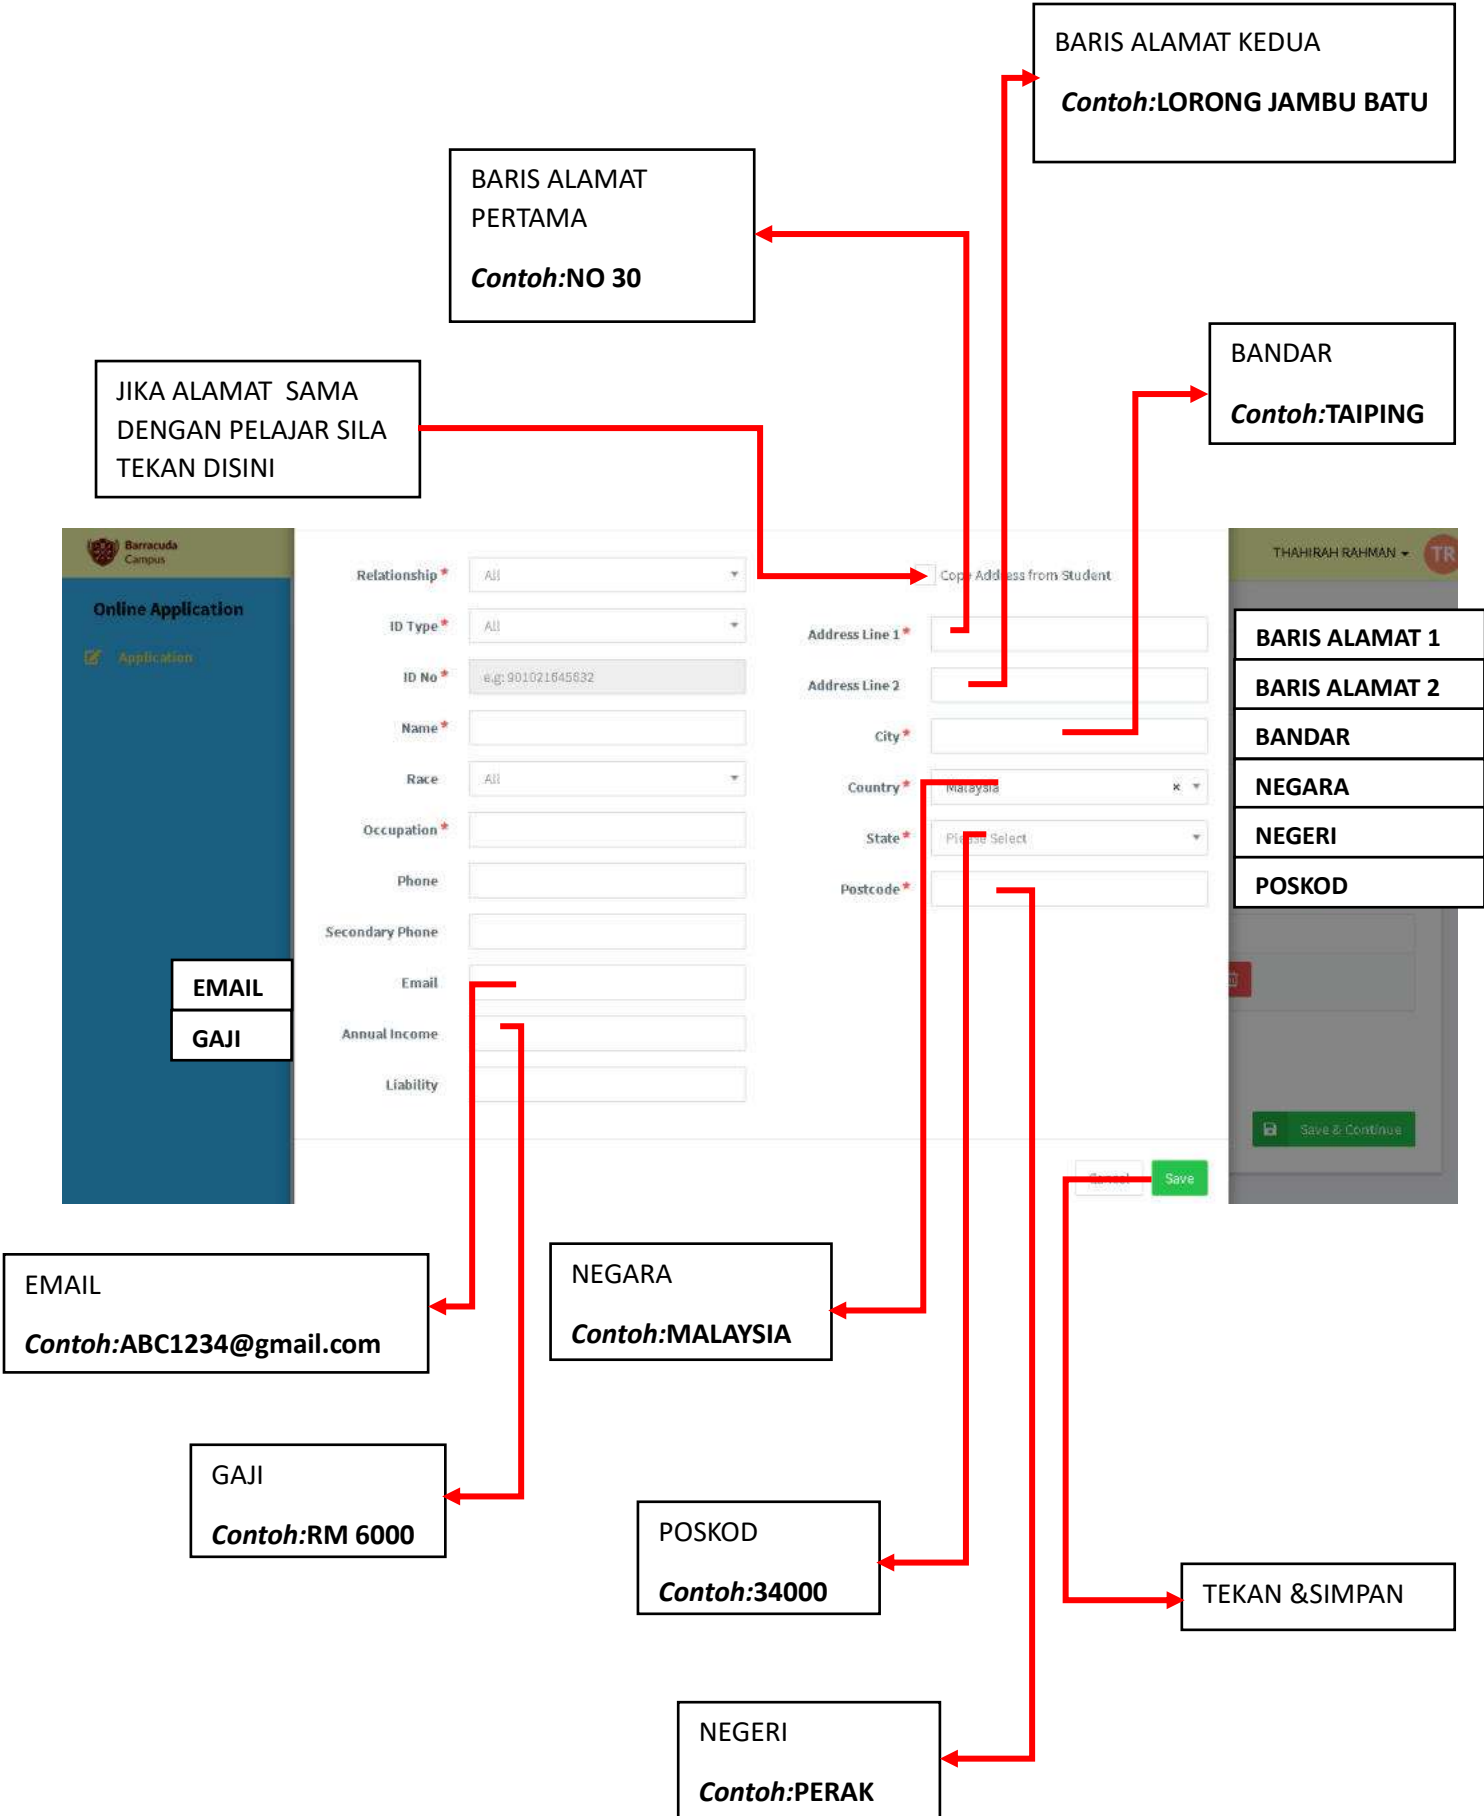 BARIS ALAMAT KEDUA
Contoh:LORONG JAMBU BATU
BARIS ALAMAT
PERTAMA
Contoh:NO 30
BANDAR
Contoh:TAIPING
JIKA ALAMAT SAMA
DENGAN PELAJAR SILA
TEKAN DISINI
Barracuda
Campus
THAHIRAH RAHMAN
TR
Online Application
Application
Relationship *
All
ID Type *
All
ID No *
e.g: 901021645632
Name *
Race
All
Occupation *
Phone
Secondary Phone
Email
Annual Income
Liability
Copy Address from Student
Address Line 1 *
Address Line 2
City *
Country *
Malaysia
State *
Please Select
Postcode *
BARIS ALAMAT 1
BARIS ALAMAT 2
BANDAR
NEGARA
NEGERI
POSKOD
EMAIL
GAJI
Save & Continue
Cancel
Save
EMAIL
Contoh:ABC1234@gmail.com
NEGARA
Contoh:MALAYSIA
GAJI
Contoh:RM 6000
POSKOD
Contoh:34000
TEKAN &SIMPAN
NEGERI
Contoh:PERAK